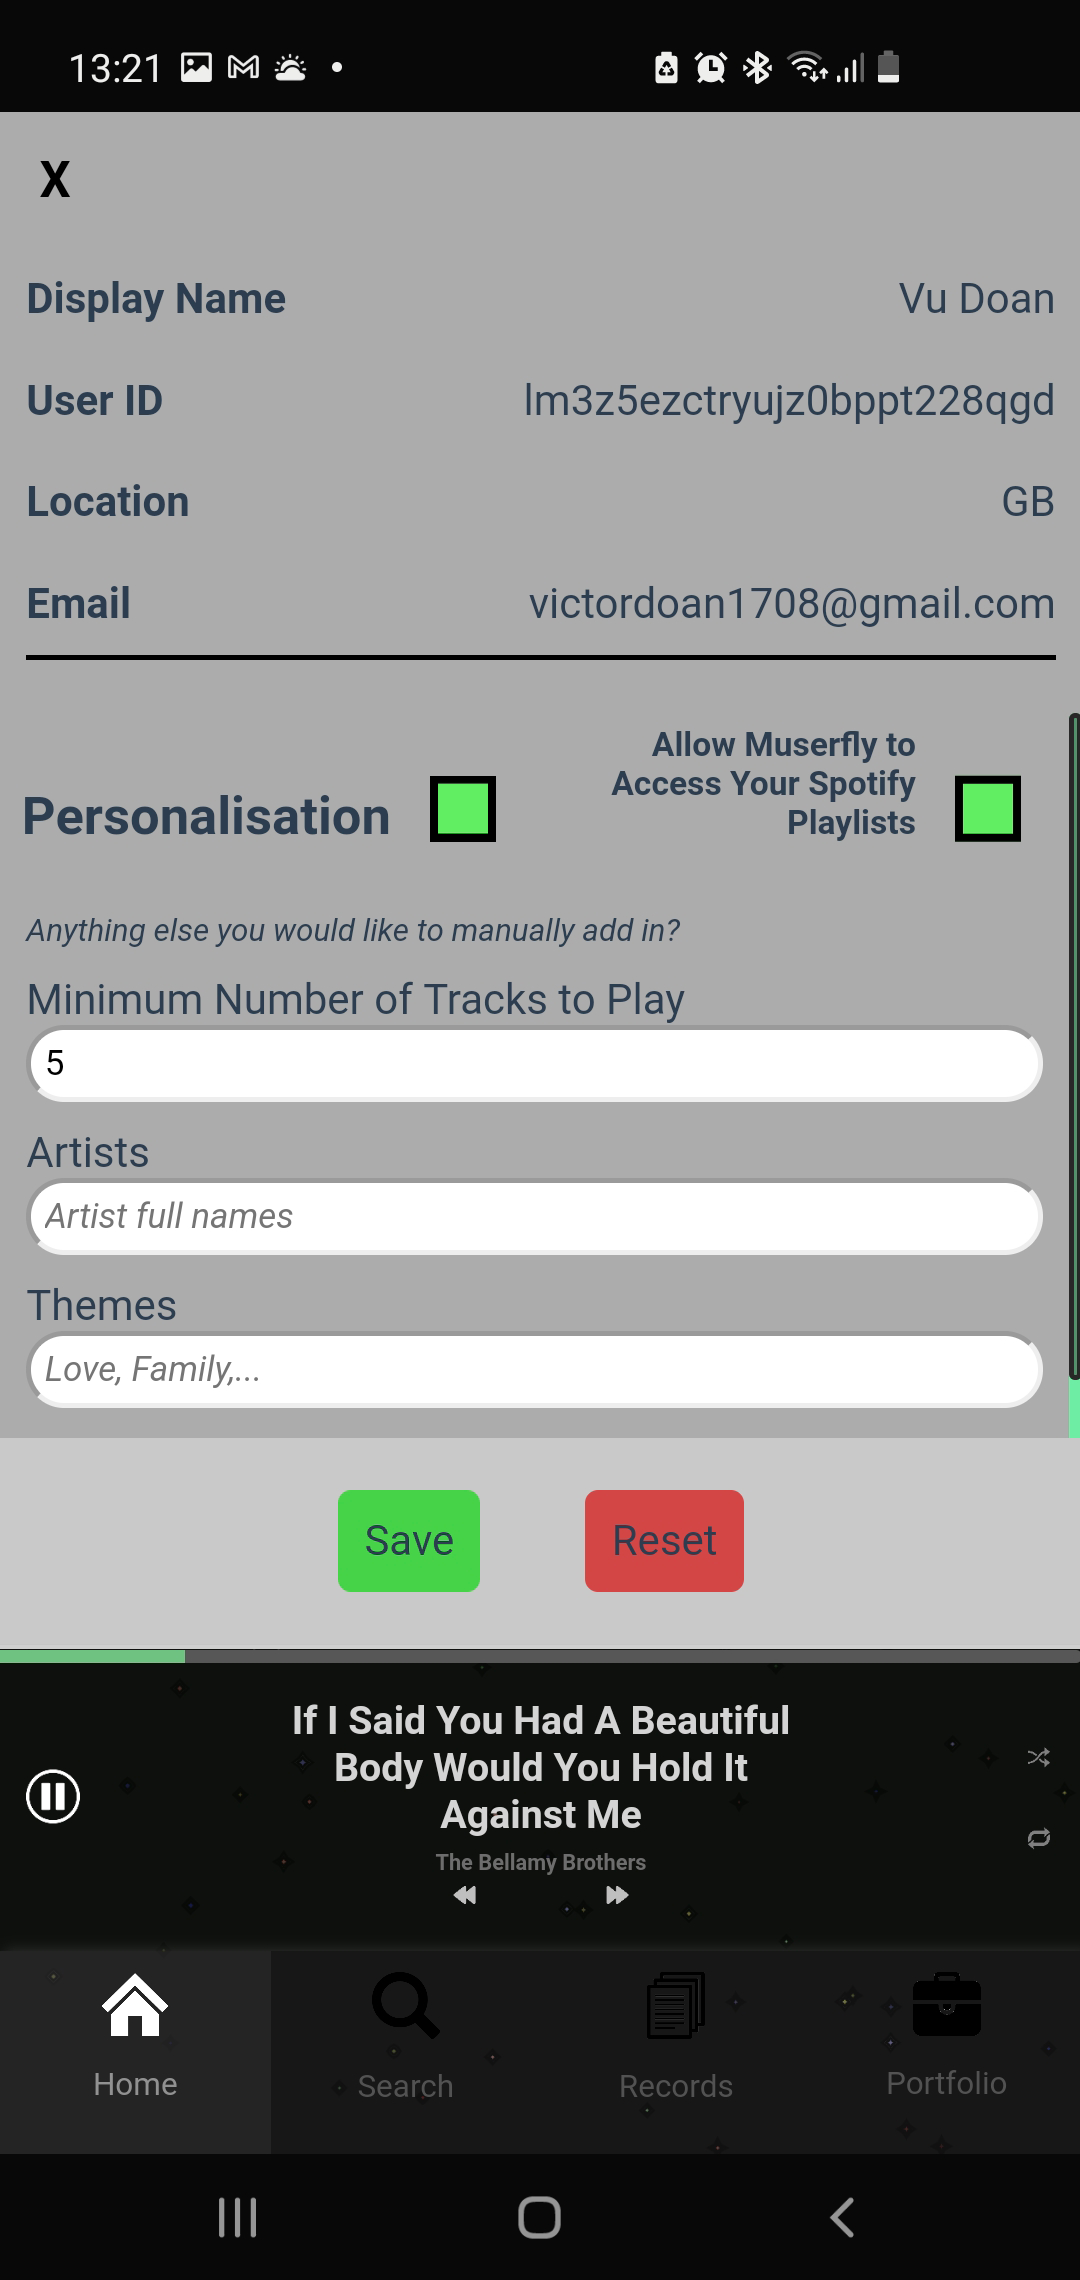 13:21
X
Display Name Vu Doan
User ID lm3z5ezctryujz0bppt228qgd
Location GB
Email victordoan1708@gmail.com
Personalisation
Allow Muserfly to
Access Your Spotify
Playlists
Anything else you would like to manually add in?
Minimum Number of Tracks to Play
5
Artists
Artist full names
Themes
Love, Family,...
Save Reset
If I Said You Had A Beautiful
Body Would You Hold It
Against Me
The Bellamy Brothers
Home Search Records Portfolio